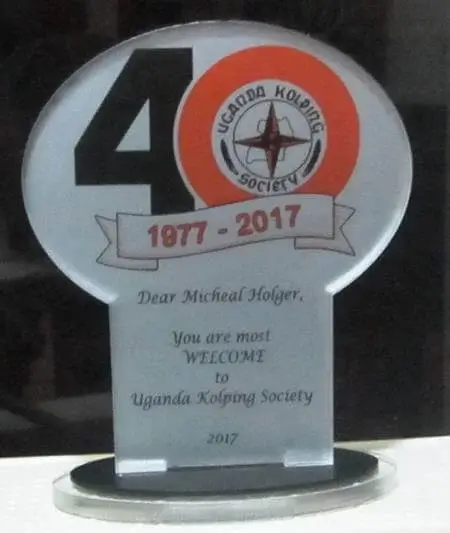 40
UGANDA KOLPING
SOCIETY
1977 - 2017
Dear Micheal Holger,
You are most
WELCOME
to
Uganda Kolping Society
2017